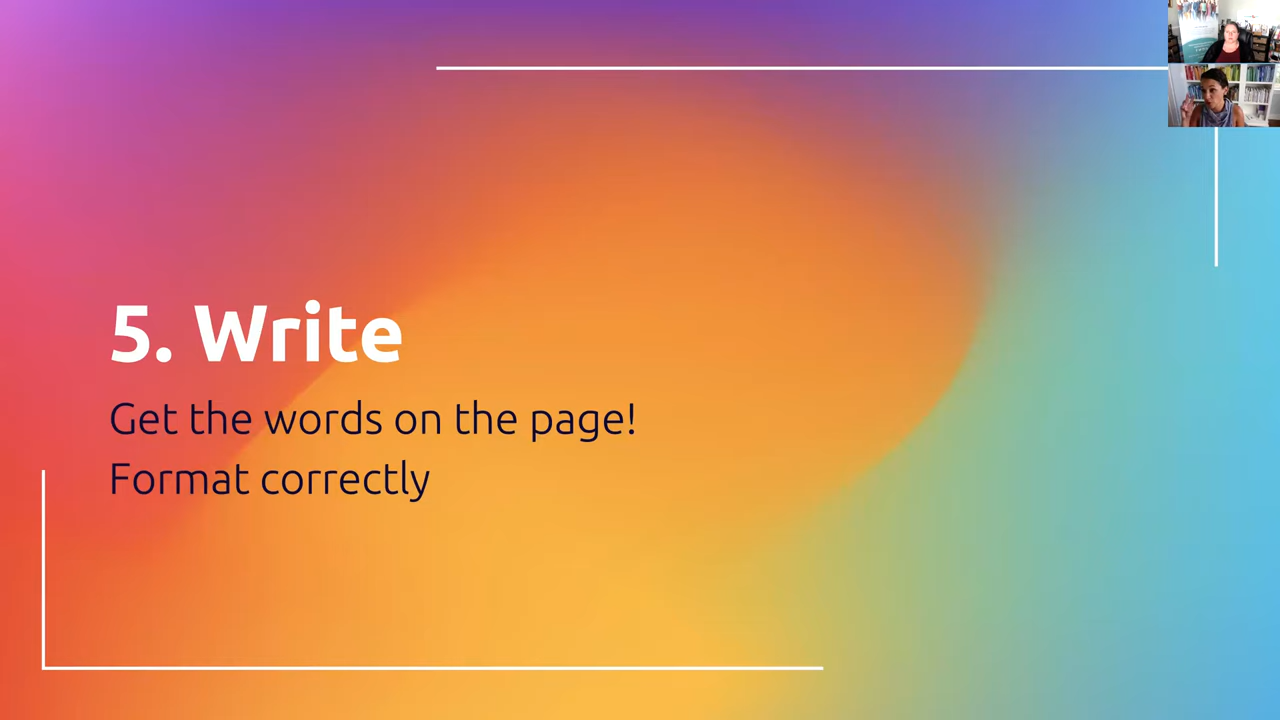 5. Write
Get the words on the page!
Format correctly